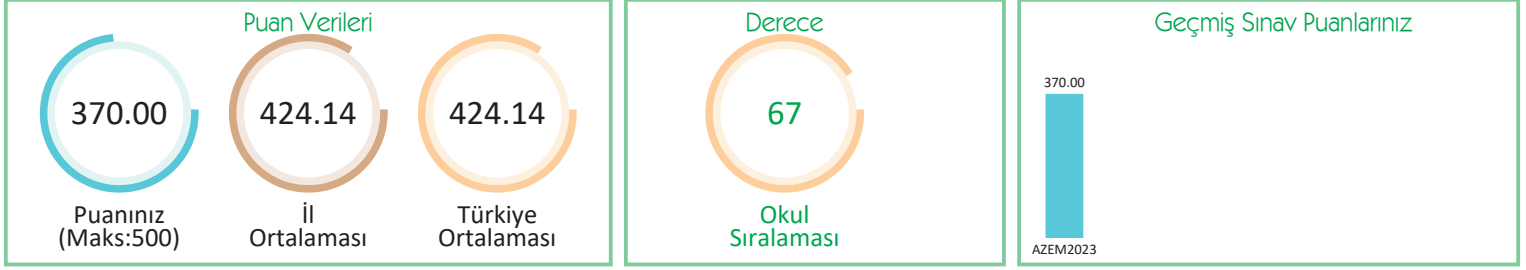 Puan Verileri
370.00
424.14
424.14
Puanınız
(Maks:500)
İl
Ortalaması
Türkiye
Ortalaması
Derece
67
Okul
Sıralaması
Geçmiş Sınav Puanlarınız
370.00
AZEM2023